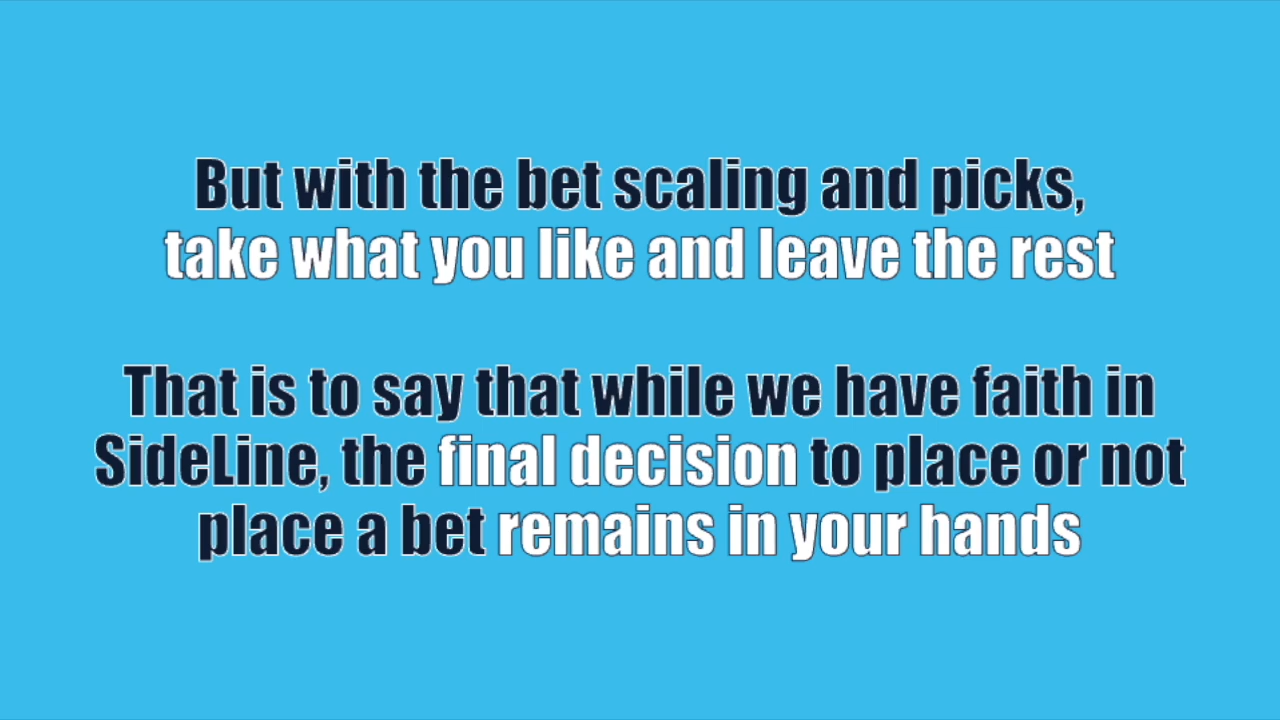 But with the bet scaling and picks,
take what you like and leave the rest
That is to say that while we have faith in
SideLine, the final decision to place or not
place a bet remains in your hands